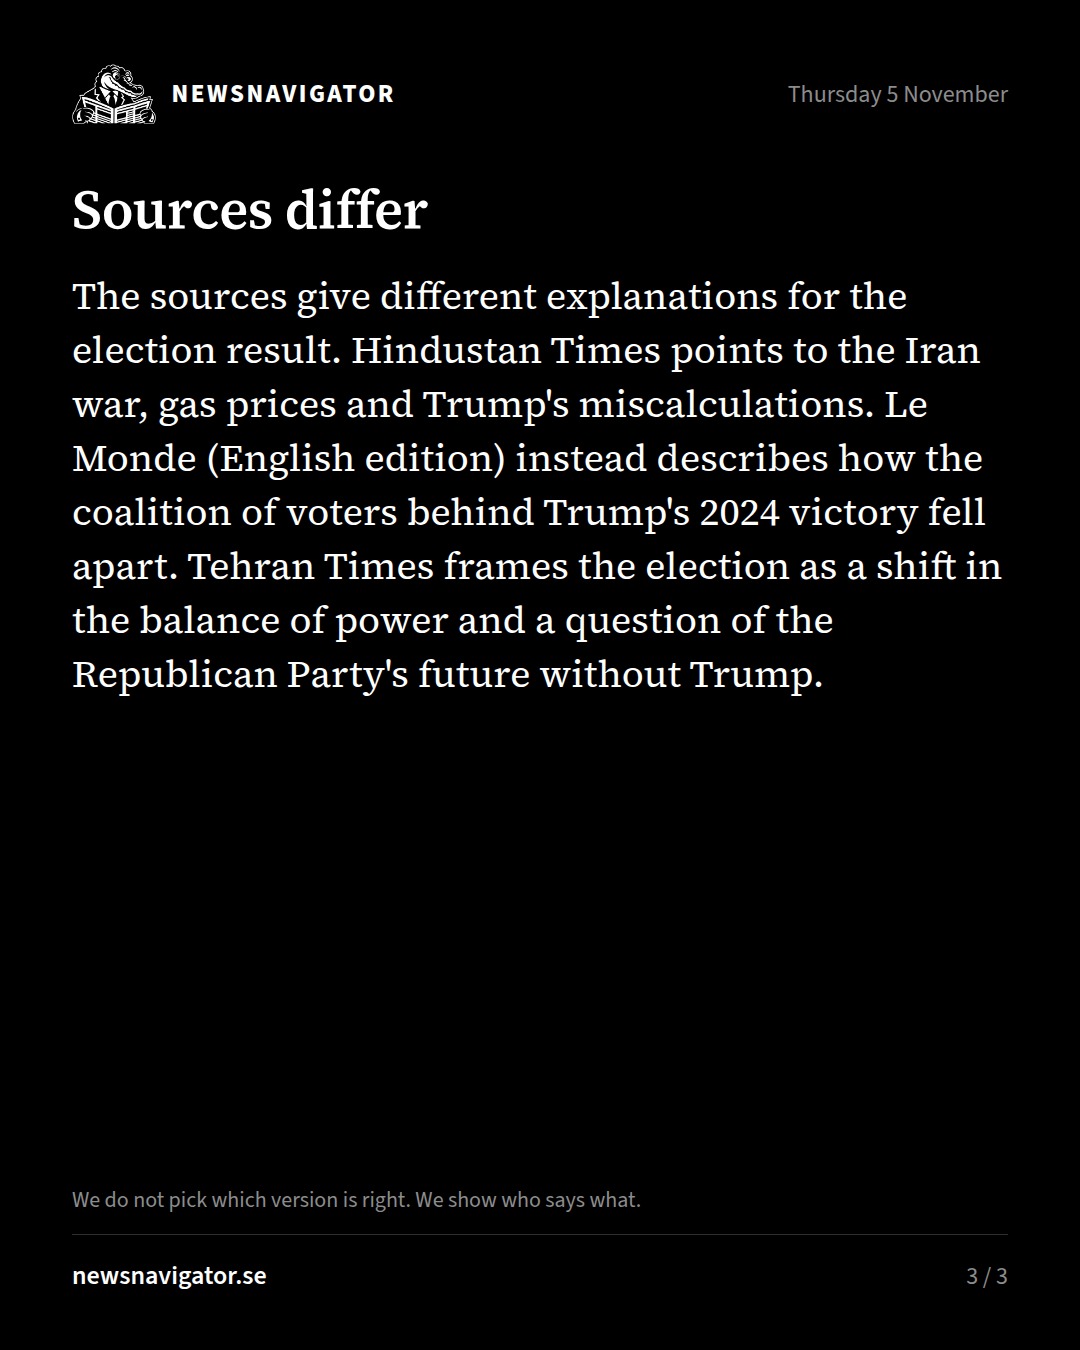 NEWSNAVIGATOR
Thursday 5 November
Sources differ
The sources give different explanations for the
election result. Hindustan Times points to the Iran
war, gas prices and Trump's miscalculations. Le
Monde (English edition) instead describes how the
coalition of voters behind Trump's 2024 victory fell
apart. Tehran Times frames the election as a shift in
the balance of power and a question of the
Republican Party's future without Trump.
We do not pick which version is right. We show who says what.
newsnavigator.se
3 / 3